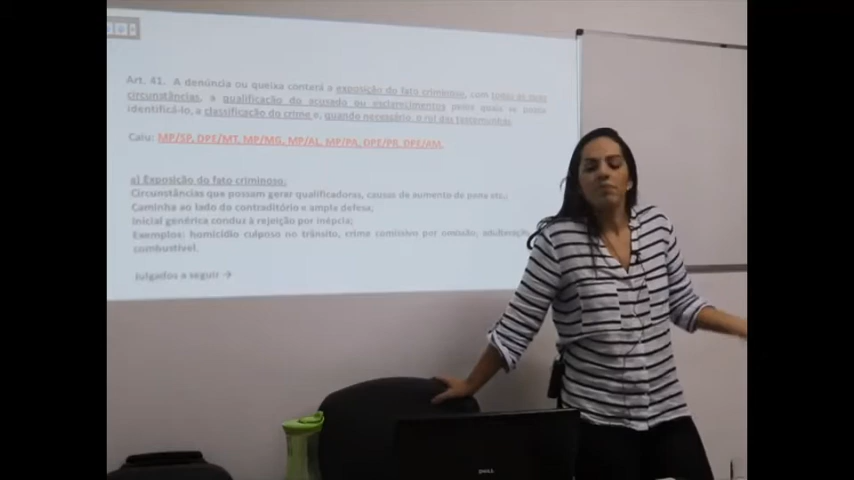 Art. 41. A denúncia ou queixa conterá a exposição do fato criminoso, com todas as suas
circunstâncias, a qualificação do acusado ou esclarecimentos pelos quais se possa
identificá-lo, a classificação do crime e, quando necessário, o rol das testemunhas.
Caiu: MP/SP, DPE/MT, MP/MG, MP/AL, MP/PA, DPE/PR, DPE/AM.
a) Exposição do fato criminoso:
Circunstâncias que possam gerar qualificadoras, causas de aumento de pena etc.,
Caminha ao lado do contraditório e ampla defesa;
Inicial genérica conduz à rejeição por inépcia;
Exemplos: homicídio culposo no trânsito, crime comissivo por omissão, adulteração
combustível.
Julgados a seguir →
DELL